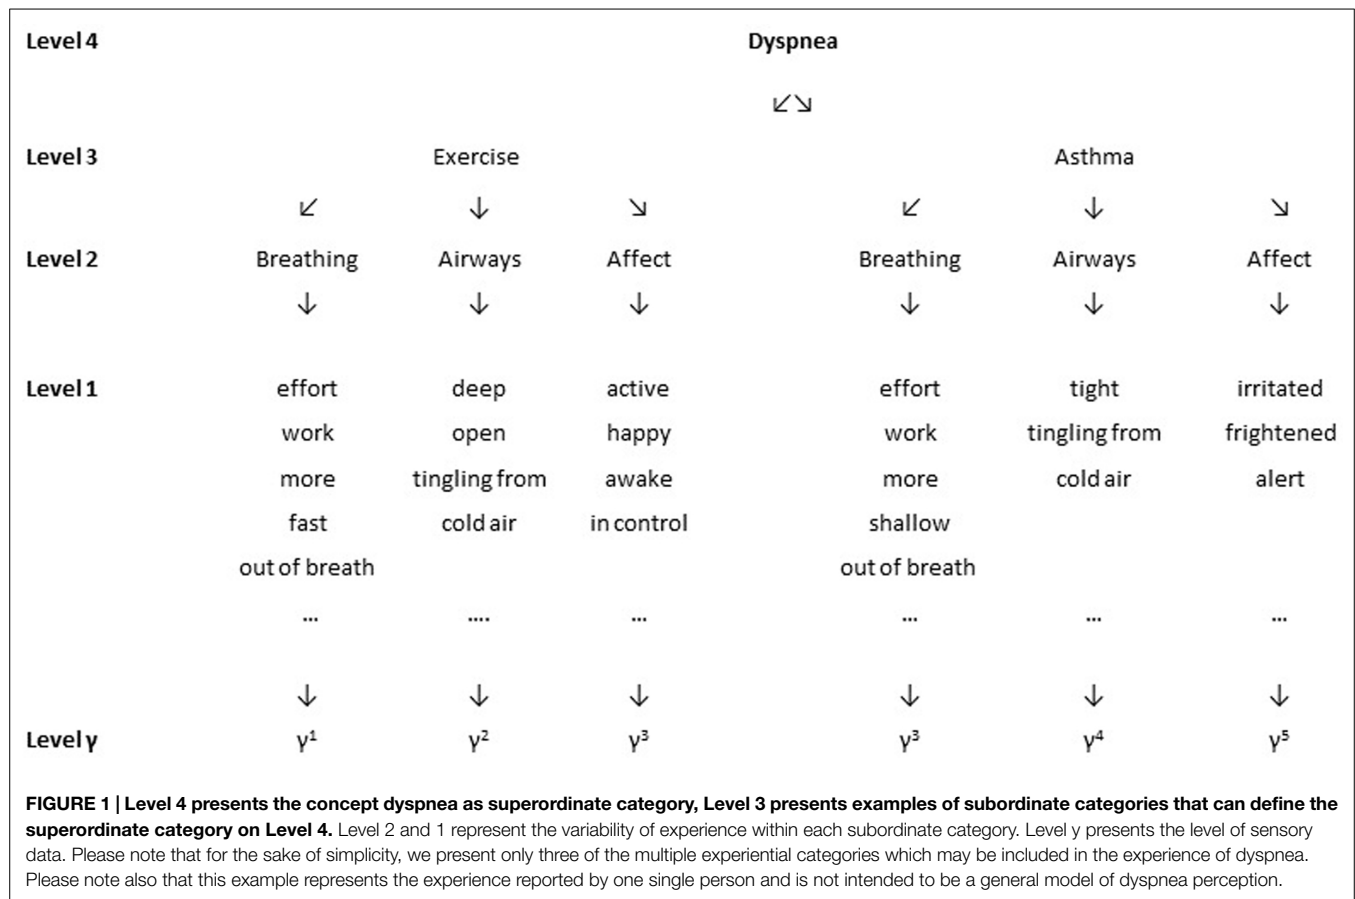 Level 4 Dyspnea
↙↘
Level 3 Exercise Asthma
↙ ↓ ↘ ↙ ↓ ↘
Level 2 Breathing Airways Affect Breathing Airways Affect
↓ ↓ ↓ ↓ ↓ ↓
Level 1 effort deep active effort tight irritated
work open happy work tingling from frightened
more tingling from awake more cold air alert
fast cold air in control shallow
out of breath out of breath
... .... ... ... ... ...
↓ ↓ ↓ ↓ ↓ ↓
Level γ γ¹ γ² γ³ γ³ γ⁴ γ⁵
FIGURE 1 | Level 4 presents the concept dyspnea as superordinate category, Level 3 presents examples of subordinate categories that can define the
superordinate category on Level 4. Level 2 and 1 represent the variability of experience within each subordinate category. Level y presents the level of sensory
data. Please note that for the sake of simplicity, we present only three of the multiple experiential categories which may be included in the experience of dyspnea.
Please note also that this example represents the experience reported by one single person and is not intended to be a general model of dyspnea perception.